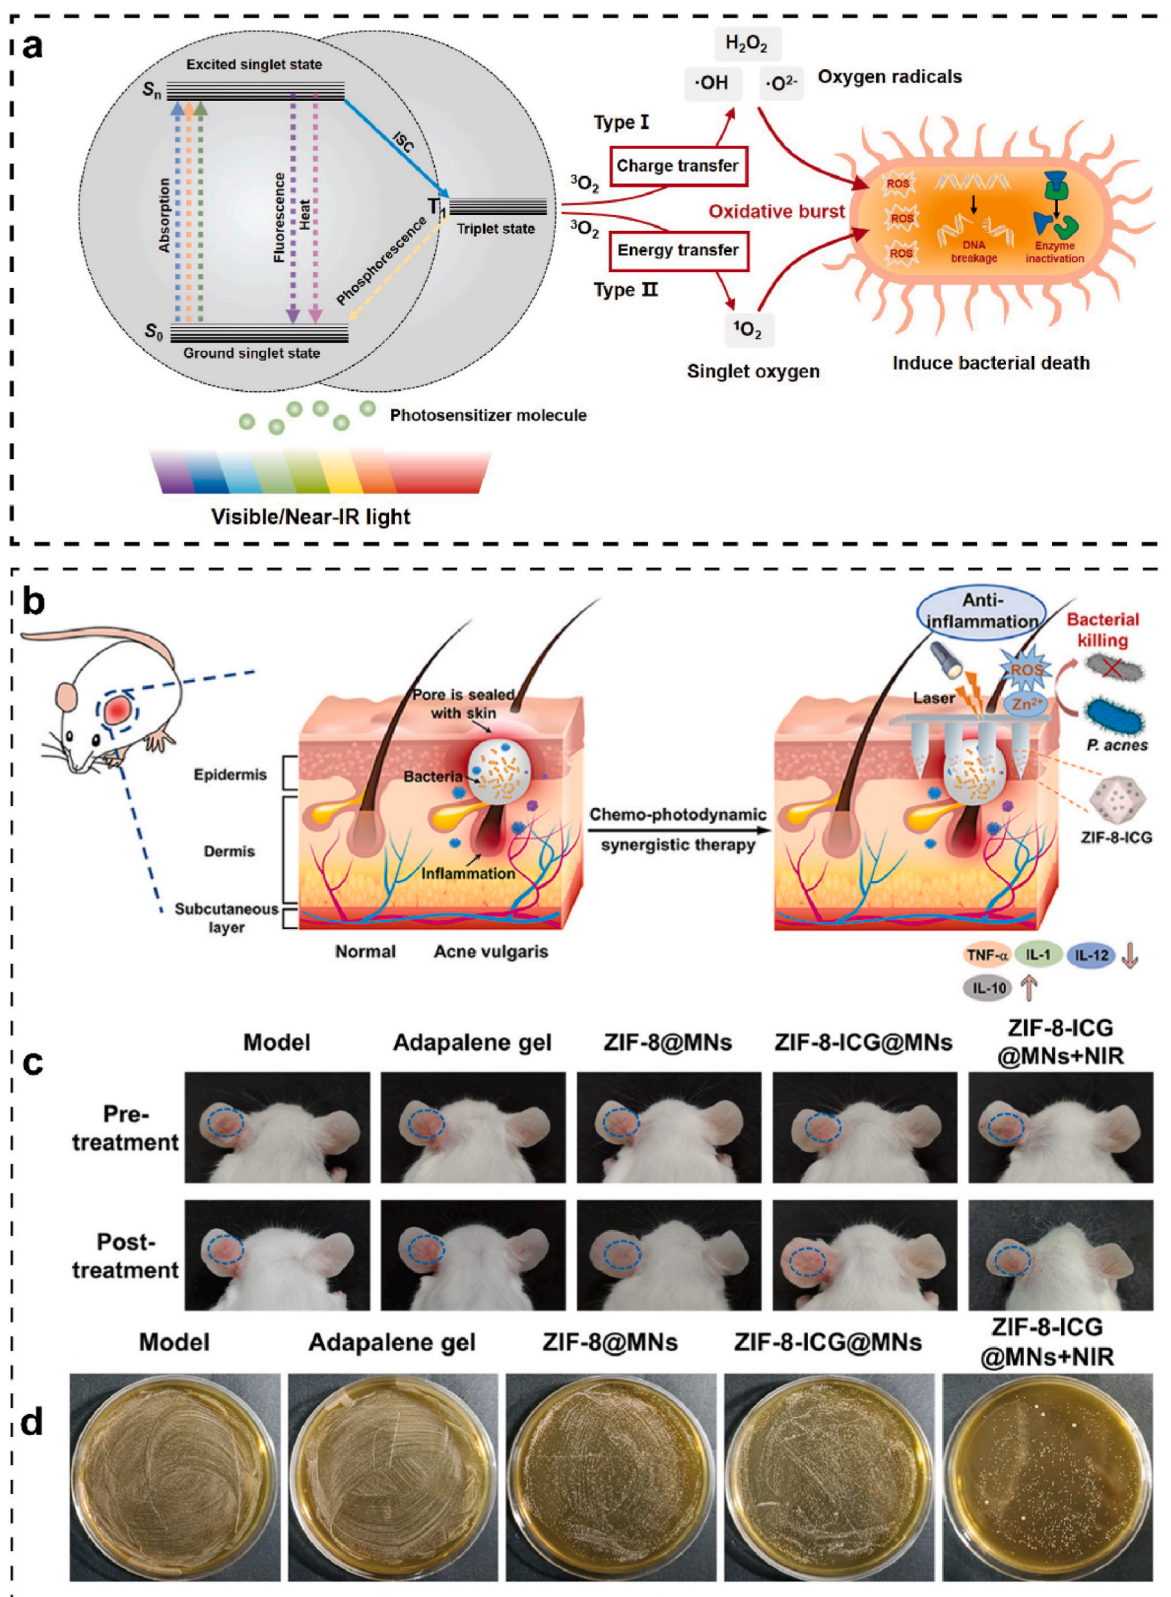 a
Excited singlet state
Sn
Absorption
Fluorescence
Heat
ISC
Phosphorescence
T1
Triplet state
S0
Ground singlet state
Photosensitizer molecule
Visible/Near-IR light
H2O2
·OH
·O2-
Oxygen radicals
Type I
Charge transfer
3O2
Oxidative burst
3O2
Energy transfer
Type II
1O2
Singlet oxygen
ROS
ROS
ROS
DNA
breakage
Enzyme
inactivation
Induce bacterial death
b
Pore is sealed
with skin
Bacteria
Inflammation
Epidermis
Dermis
Subcutaneous
layer
Normal
Acne vulgaris
Chemo-photodynamic
synergistic therapy
Anti-
inflammation
Laser
ROS
Zn2+
Bacterial
killing
P. acnes
ZIF-8-ICG
TNF-α
IL-1
IL-12
IL-10
c
Model
Adapalene gel
ZIF-8@MNs
ZIF-8-ICG@MNs
ZIF-8-ICG
@MNs+NIR
Pre-
treatment
Post-
treatment
d
Model
Adapalene gel
ZIF-8@MNs
ZIF-8-ICG@MNs
ZIF-8-ICG
@MNs+NIR